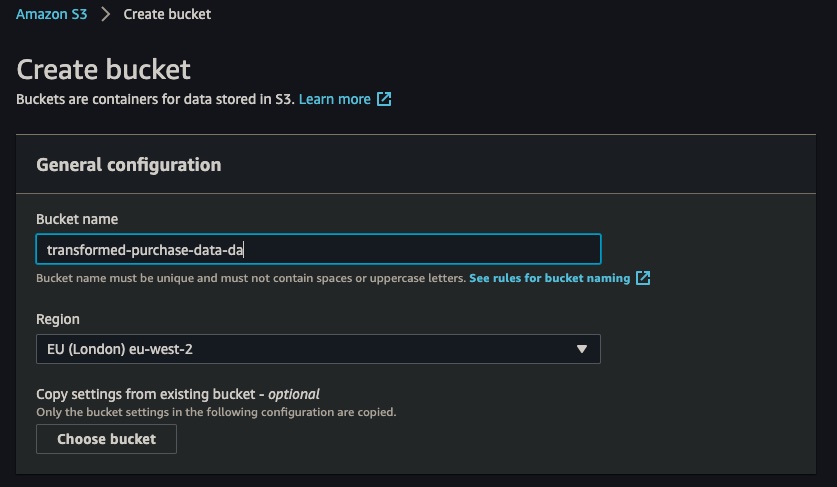 Amazon S3 > Create bucket
Create bucket
Buckets are containers for data stored in S3. Learn more
General configuration
Bucket name
transformed-purchase-data-da
Bucket name must be unique and must not contain spaces or uppercase letters. See rules for bucket naming
Region
EU (London) eu-west-2
Copy settings from existing bucket - optional
Only the bucket settings in the following configuration are copied.
Choose bucket